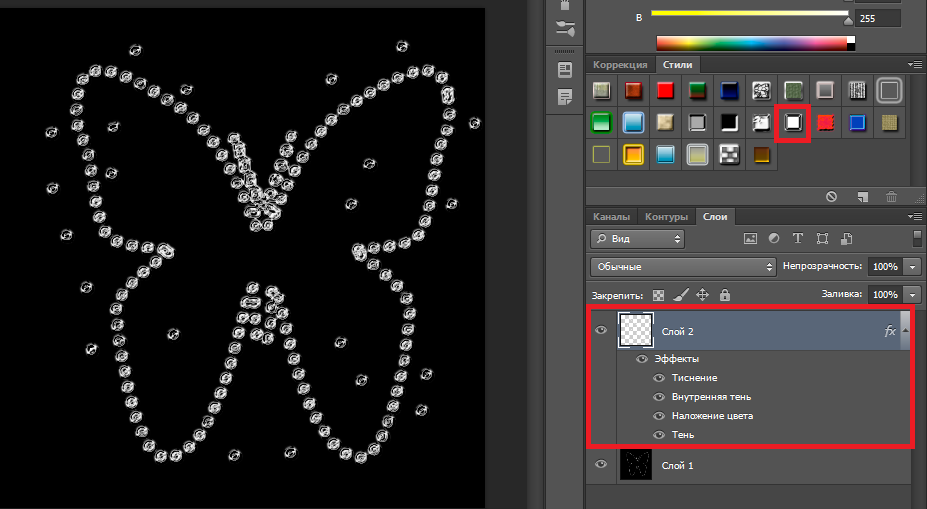 B 255
Коррекция Стили
Каналы Контуры Слои
Вид
Обычные Непрозрачность: 100%
Закрепить: Заливка: 100%
Слой 2 fx
Эффекты
Тиснение
Внутренняя тень
Наложение цвета
Тень
Слой 1